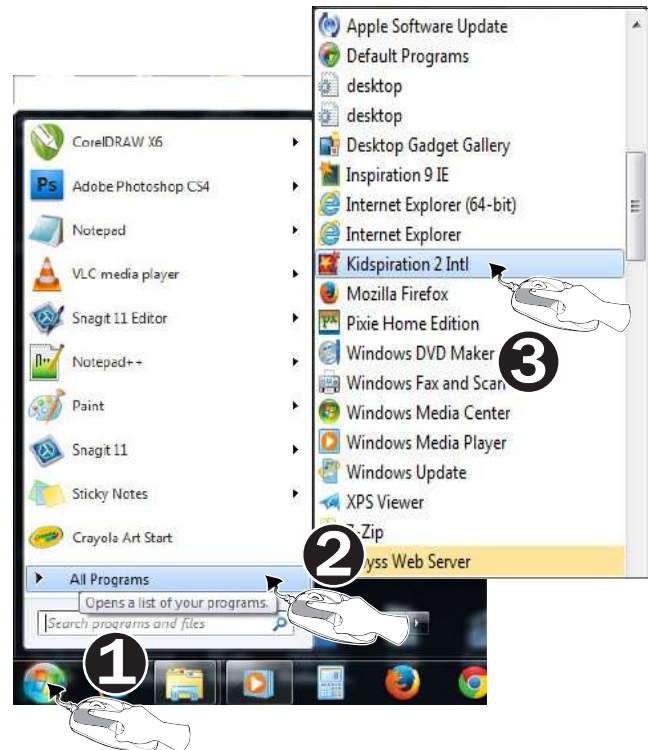 CorelDRAW X6
Ps
Adobe Photoshop CS4
Notepad
VLC media player
Snagit 11 Editor
Notepad++
Paint
Snagit 11
Sticky Notes
Crayola Art Start
All Programs
Opens a list of your programs.
Search programs and files
1
2
Apple Software Update
Default Programs
desktop
desktop
Desktop Gadget Gallery
Inspiration 9 IE
Internet Explorer (64-bit)
Internet Explorer
Kidspiration 2 Intl
Mozilla Firefox
Pixie Home Edition
Windows DVD Maker
Windows Fax and Scan
Windows Media Center
Windows Media Player
Windows Update
XPS Viewer
-Zip
yss Web Server
3